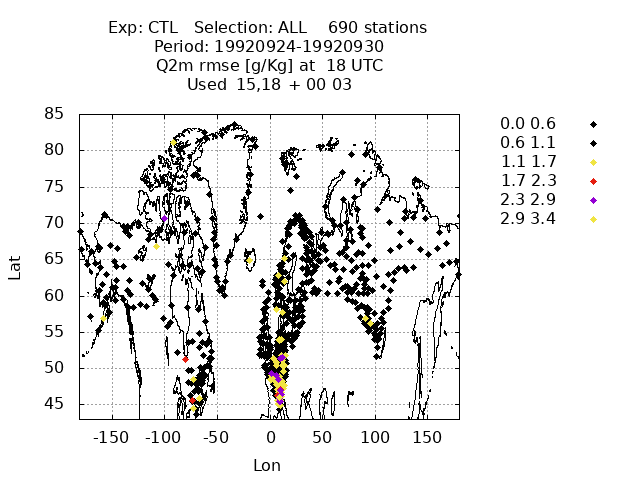 Exp: CTL Selection: ALL 690 stations
Period: 19920924-19920930
Q2m rmse [g/Kg] at 18 UTC
Used 15,18 + 00 03
85
80
75
70
65
60
55
50
45
Lat
-150 -100 -50 0 50 100 150
Lon
0.0 0.6
0.6 1.1
1.1 1.7
1.7 2.3
2.3 2.9
2.9 3.4